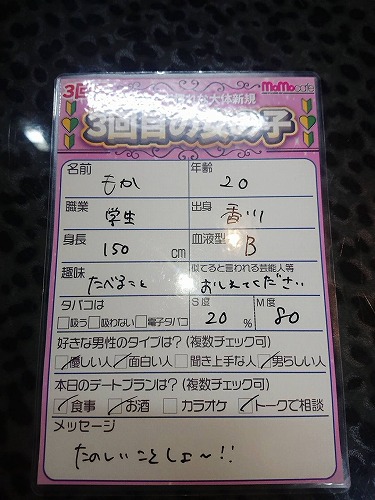 3回
MoMocafe
大体新規
3回目の女の子
名前 もか 年齢 20
職業 学生 出身 香川
身長 150 cm 血液型 B
趣味 たべること 似てると言われる芸能人等 おしえてください
タバコは S度 M度
□吸う □吸わない □電子タバコ 20 % 80
好きな男性のタイプは?(複数チェック可)
☑優しい人 ☑面白い人 □聞き上手な人 ☑男らしい人
本日のデートプランは?(複数チェック可)
☑食事 ☑お酒 □カラオケ ☑トークで相談
メッセージ
たのしいことしよ〜!!